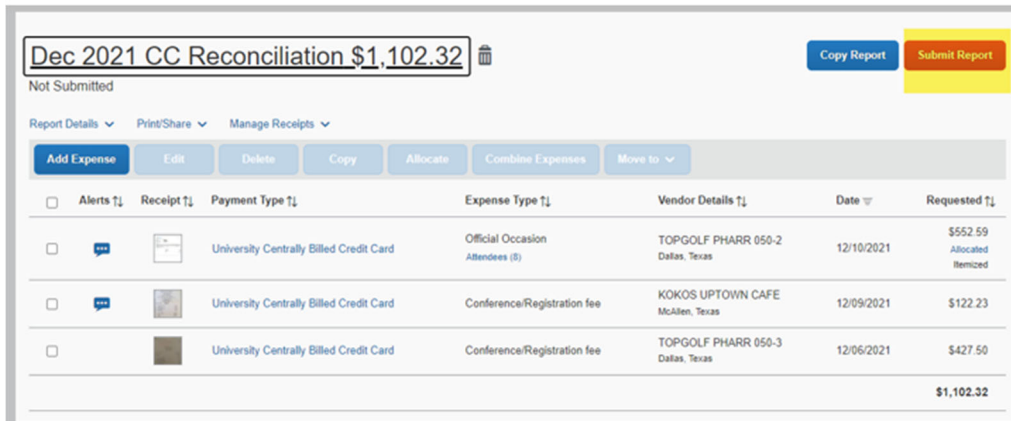 Dec 2021 CC Reconciliation $1,102.32
Copy Report
Submit Report
Not Submitted
Report Details
Print/Share
Manage Receipts
Add Expense
Edit
Delete
Copy
Allocate
Combine Expenses
Move to
Alerts Receipt Payment Type Expense Type Vendor Details Date Requested
University Centrally Billed Credit Card
Official Occasion
Attendees (8)
TOPGOLF PHARR 050-2
Dallas, Texas
12/10/2021
$552.59
Allocated
Itemized
University Centrally Billed Credit Card
Conference/Registration fee
KOKOS UPTOWN CAFE
McAllen, Texas
12/09/2021
$122.23
University Centrally Billed Credit Card
Conference/Registration fee
TOPGOLF PHARR 050-3
Dallas, Texas
12/06/2021
$427.50
$1,102.32